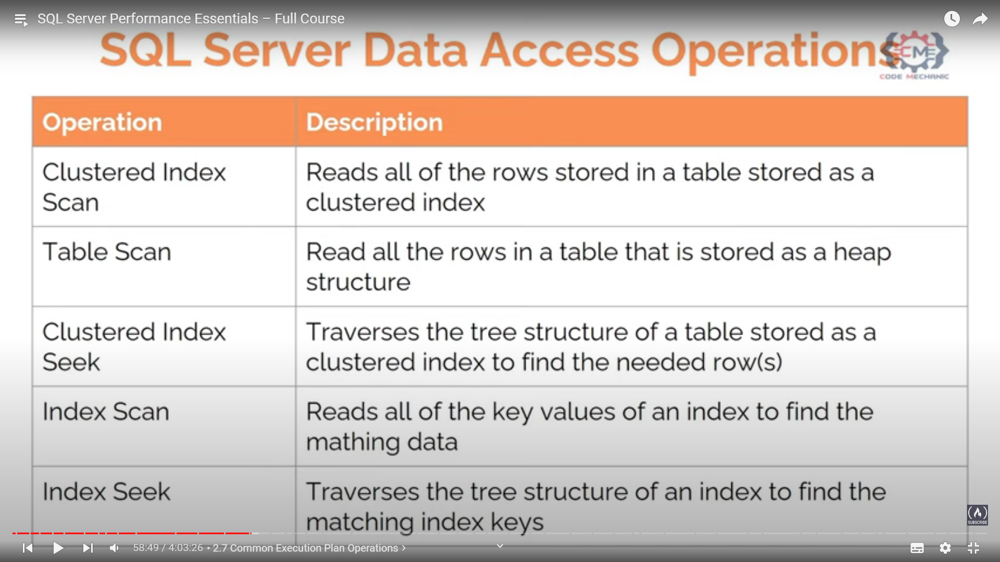 SQL Server Performance Essentials – Full Course
SQL Server Data Access Operations
CME
CODE MECHANIC
Operation
Description
Clustered Index
Scan
Reads all of the rows stored in a table stored as a
clustered index
Table Scan
Read all the rows in a table that is stored as a heap
structure
Clustered Index
Seek
Traverses the tree structure of a table stored as a
clustered index to find the needed row(s)
Index Scan
Reads all of the key values of an index to find the
mathing data
Index Seek
Traverses the tree structure of an index to find the
matching index keys
SUBSCRIBE
58:49 / 4:03:26 • 2.7 Common Execution Plan Operations